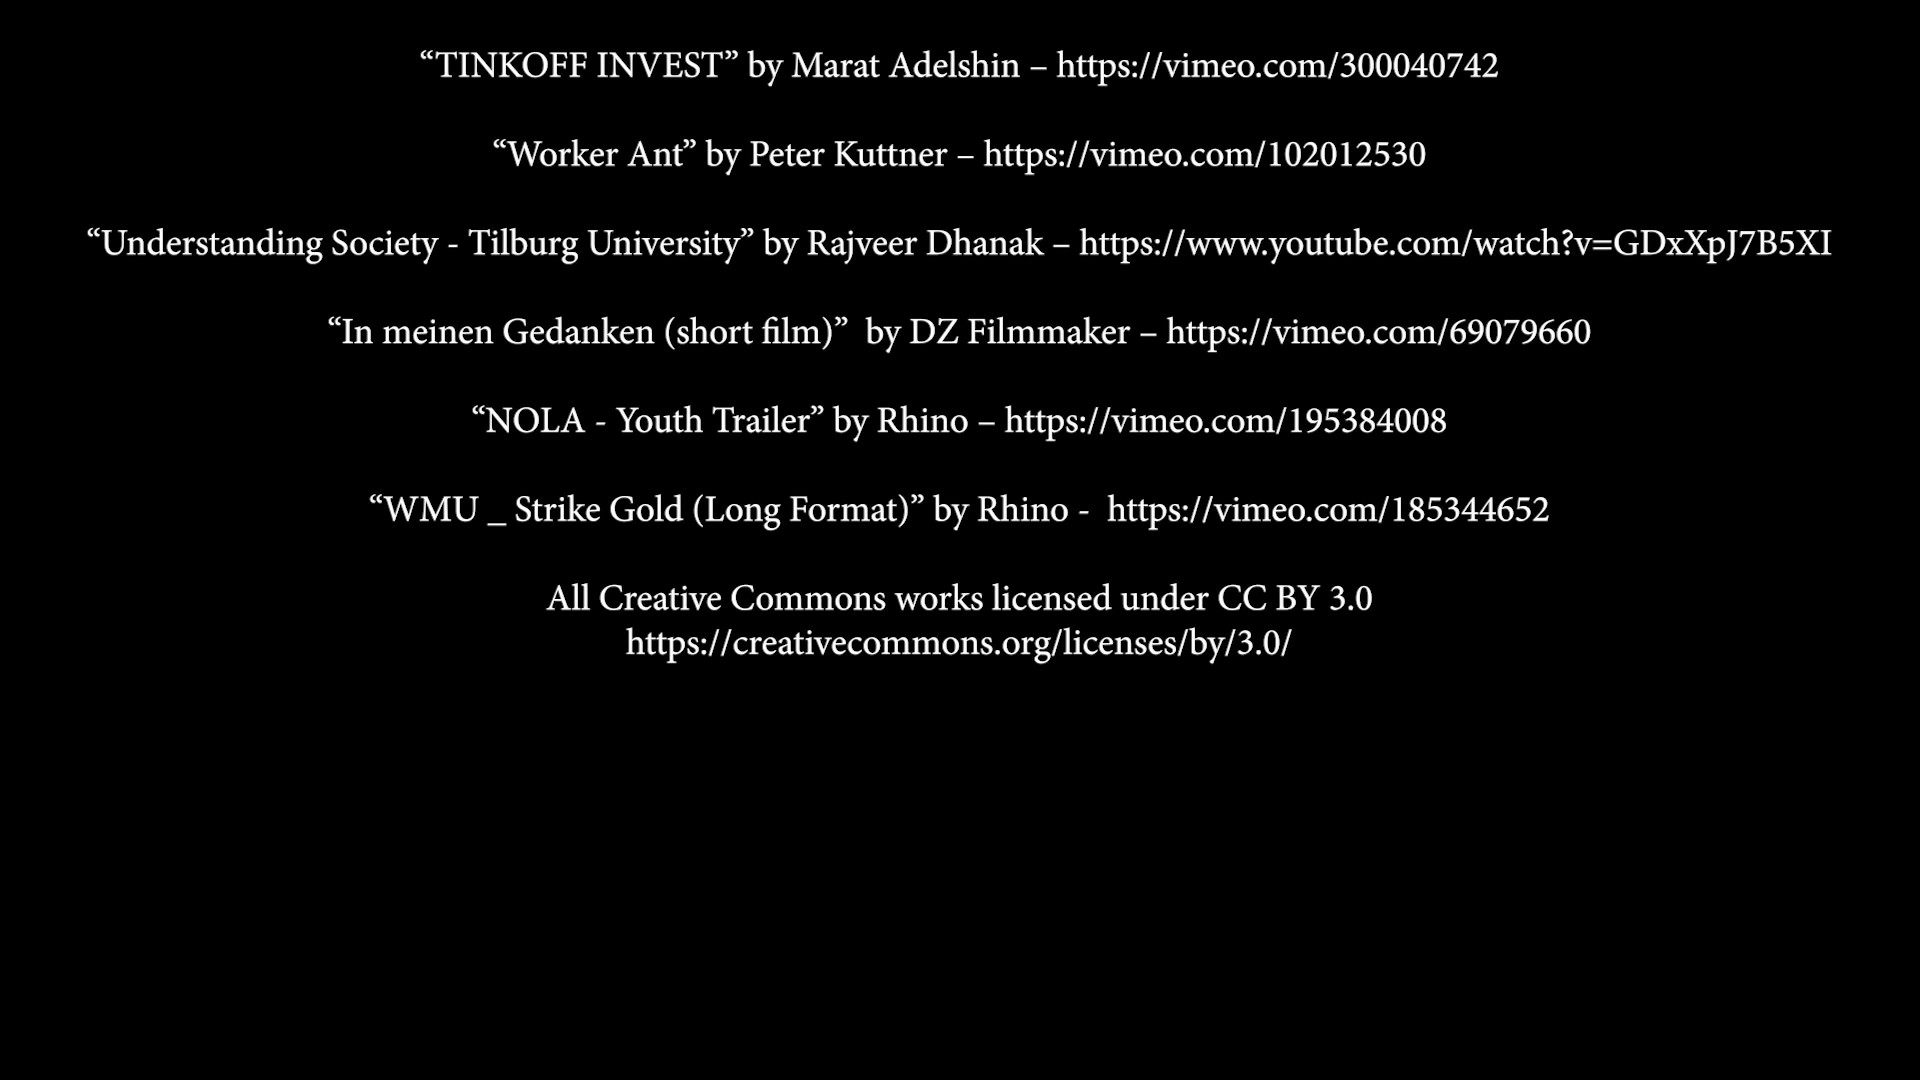 “TINKOFF INVEST” by Marat Adelshin – https://vimeo.com/300040742
“Worker Ant” by Peter Kuttner – https://vimeo.com/102012530
“Understanding Society - Tilburg University” by Rajveer Dhanak – https://www.youtube.com/watch?v=GDxXpJ7B5XI
“In meinen Gedanken (short film)”  by DZ Filmmaker – https://vimeo.com/69079660
“NOLA - Youth Trailer” by Rhino – https://vimeo.com/195384008
“WMU _ Strike Gold (Long Format)” by Rhino -  https://vimeo.com/185344652
All Creative Commons works licensed under CC BY 3.0
https://creativecommons.org/licenses/by/3.0/